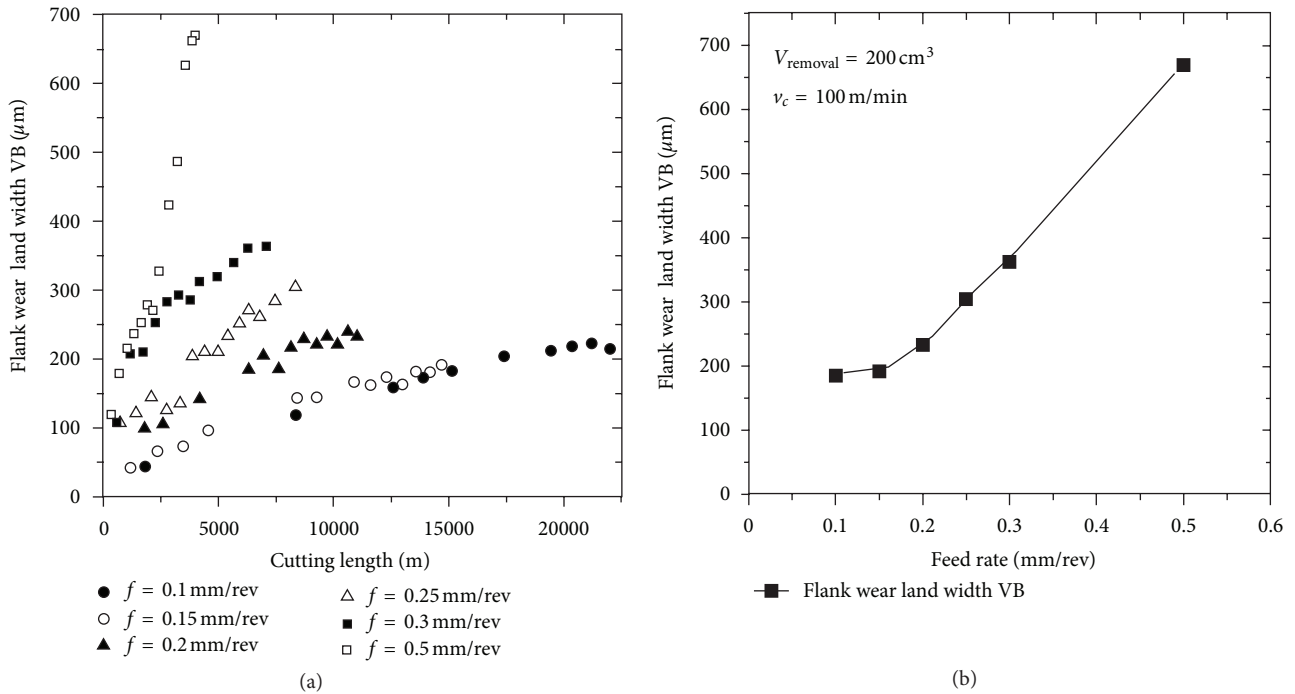 700
600
500
400
300
200
100
0
Flank wear land width VB (μm)
0 5000 10000 15000 20000
Cutting length (m)
f = 0.1 mm/rev
f = 0.15 mm/rev
f = 0.2 mm/rev
f = 0.25 mm/rev
f = 0.3 mm/rev
f = 0.5 mm/rev
(a)
700
600
500
400
300
200
100
0
Flank wear land width VB (μm)
V_removal = 200 cm³
v_c = 100 m/min
0 0.1 0.2 0.3 0.4 0.5 0.6
Feed rate (mm/rev)
Flank wear land width VB
(b)